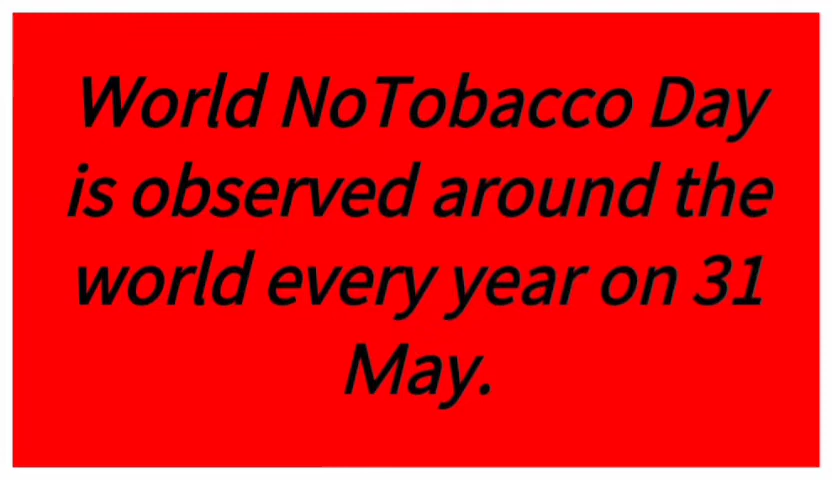 World NoTobacco Day
is observed around the
world every year on 31
May.